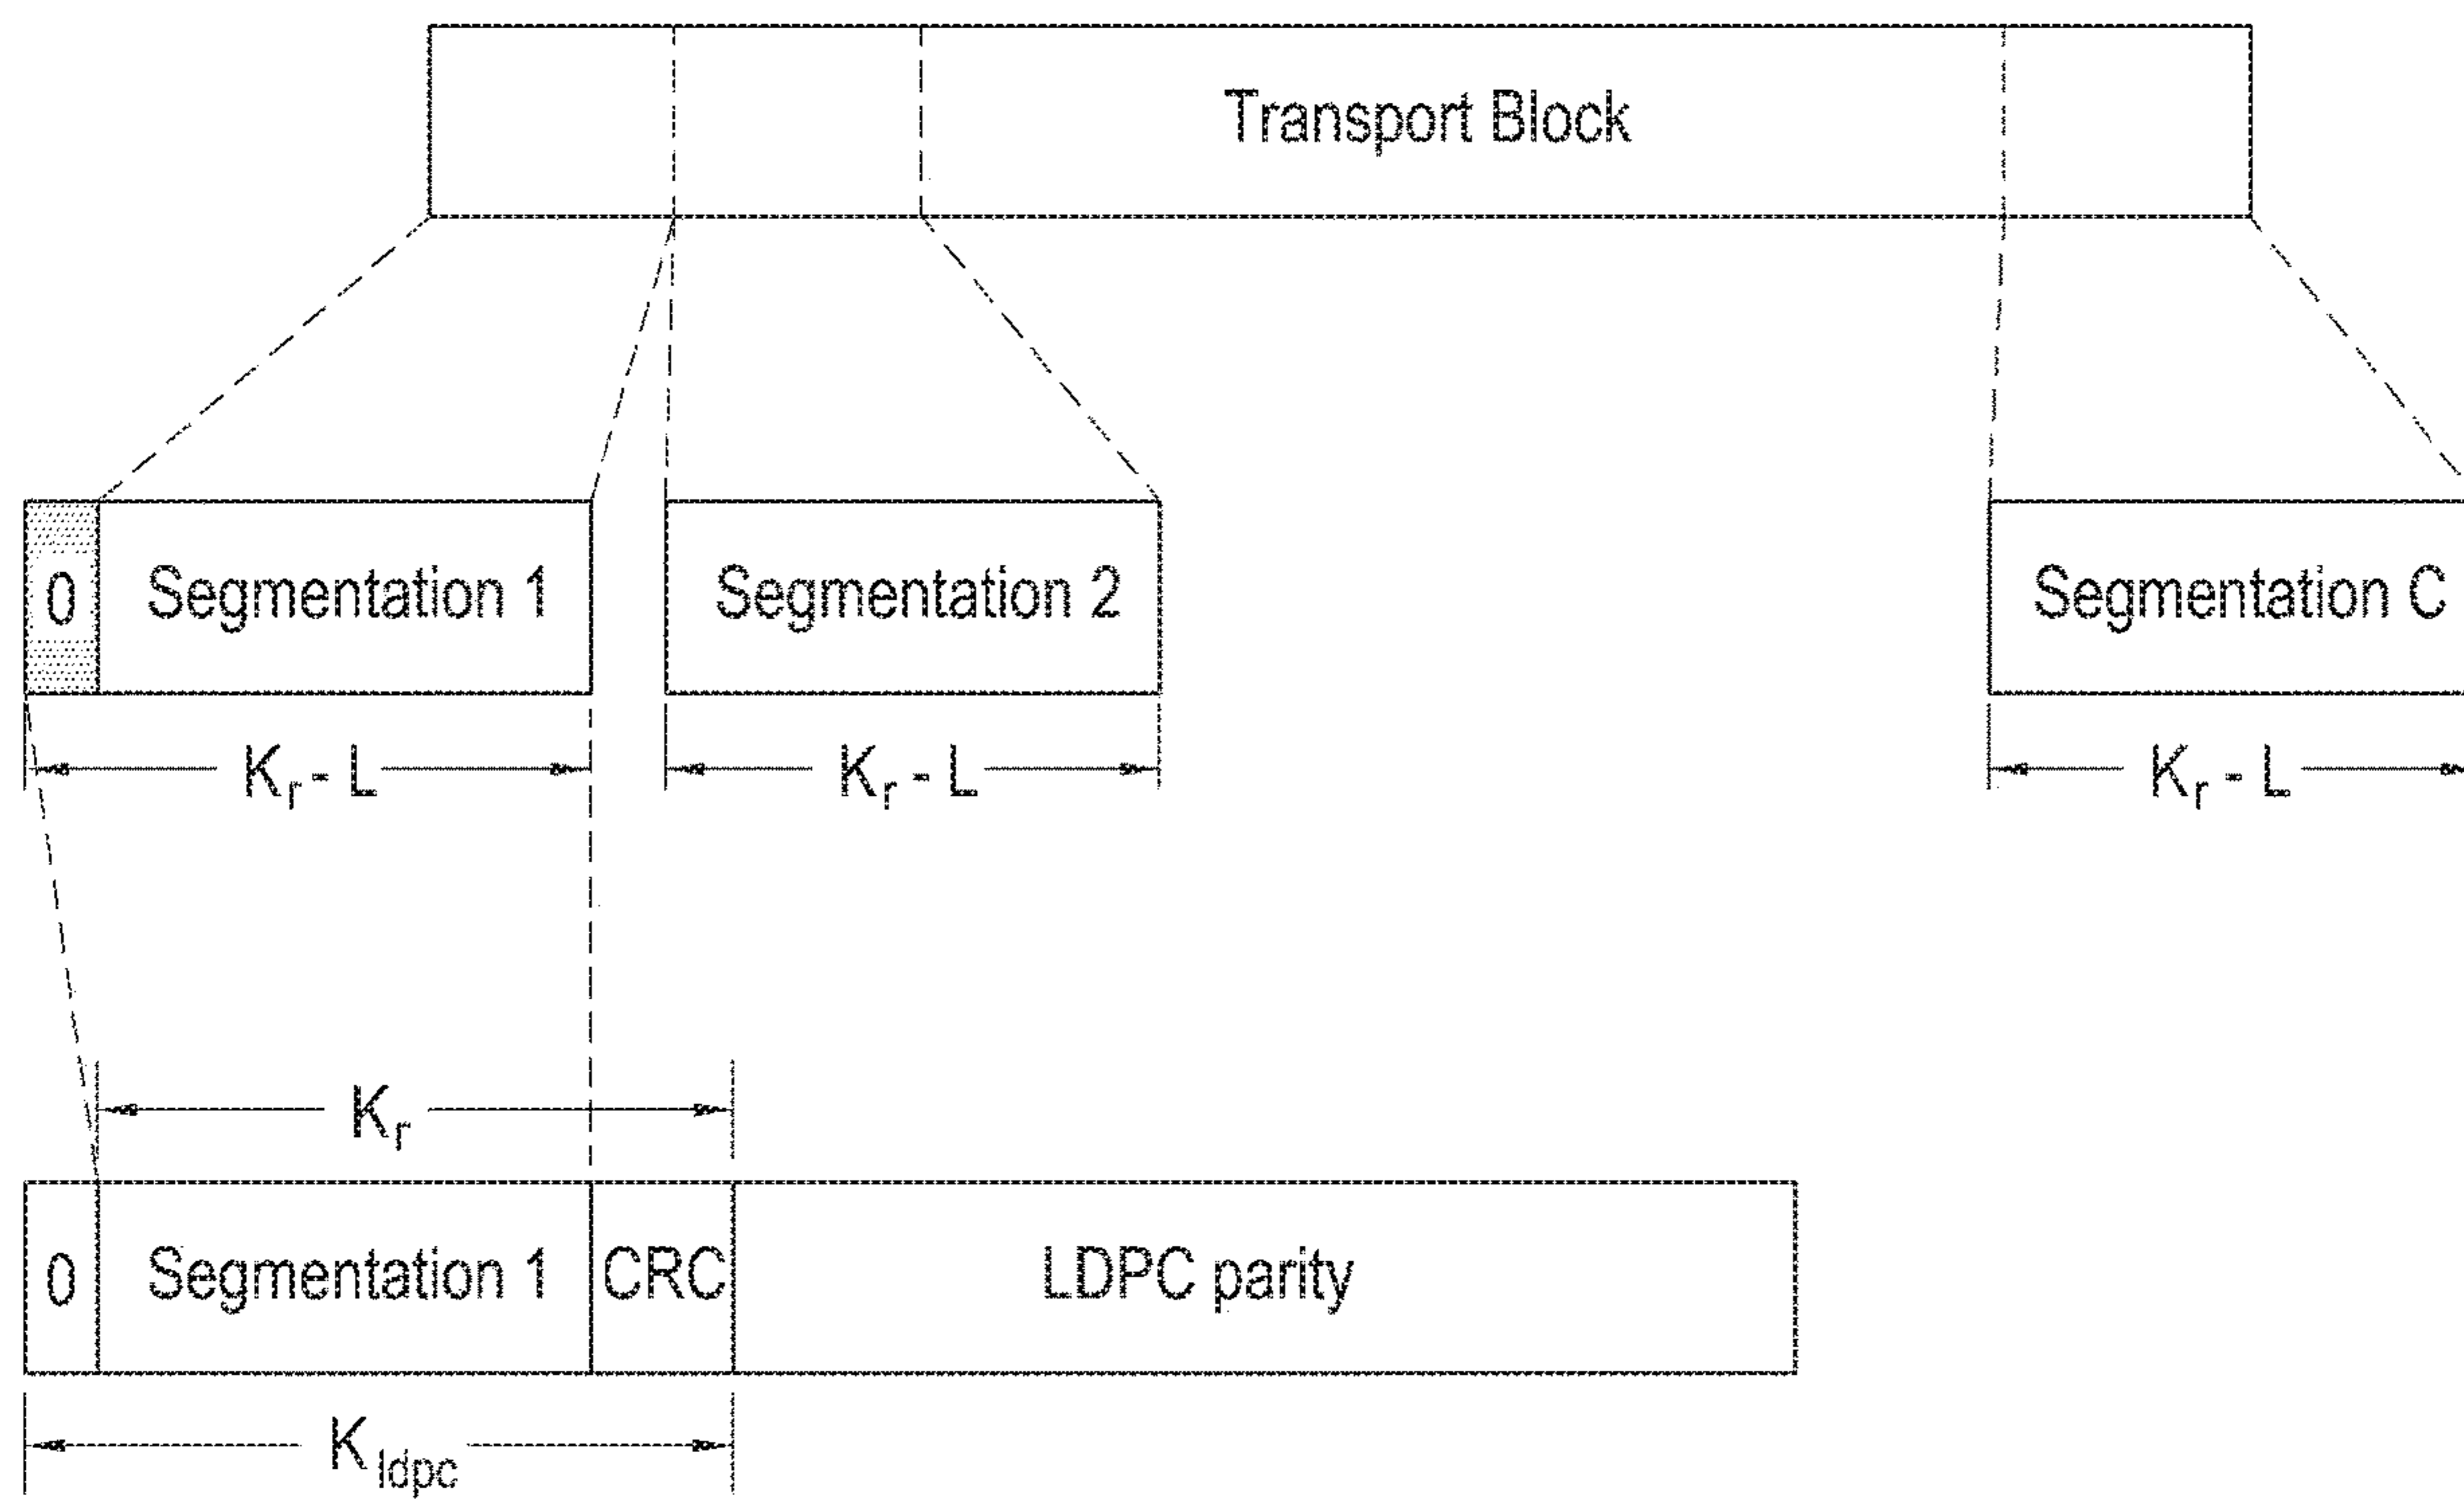 Transport Block
0 Segmentation 1 Segmentation 2 Segmentation C
Kr - L Kr - L Kr - L
Kr
0 Segmentation 1 CRC LDPC parity
Kldpc